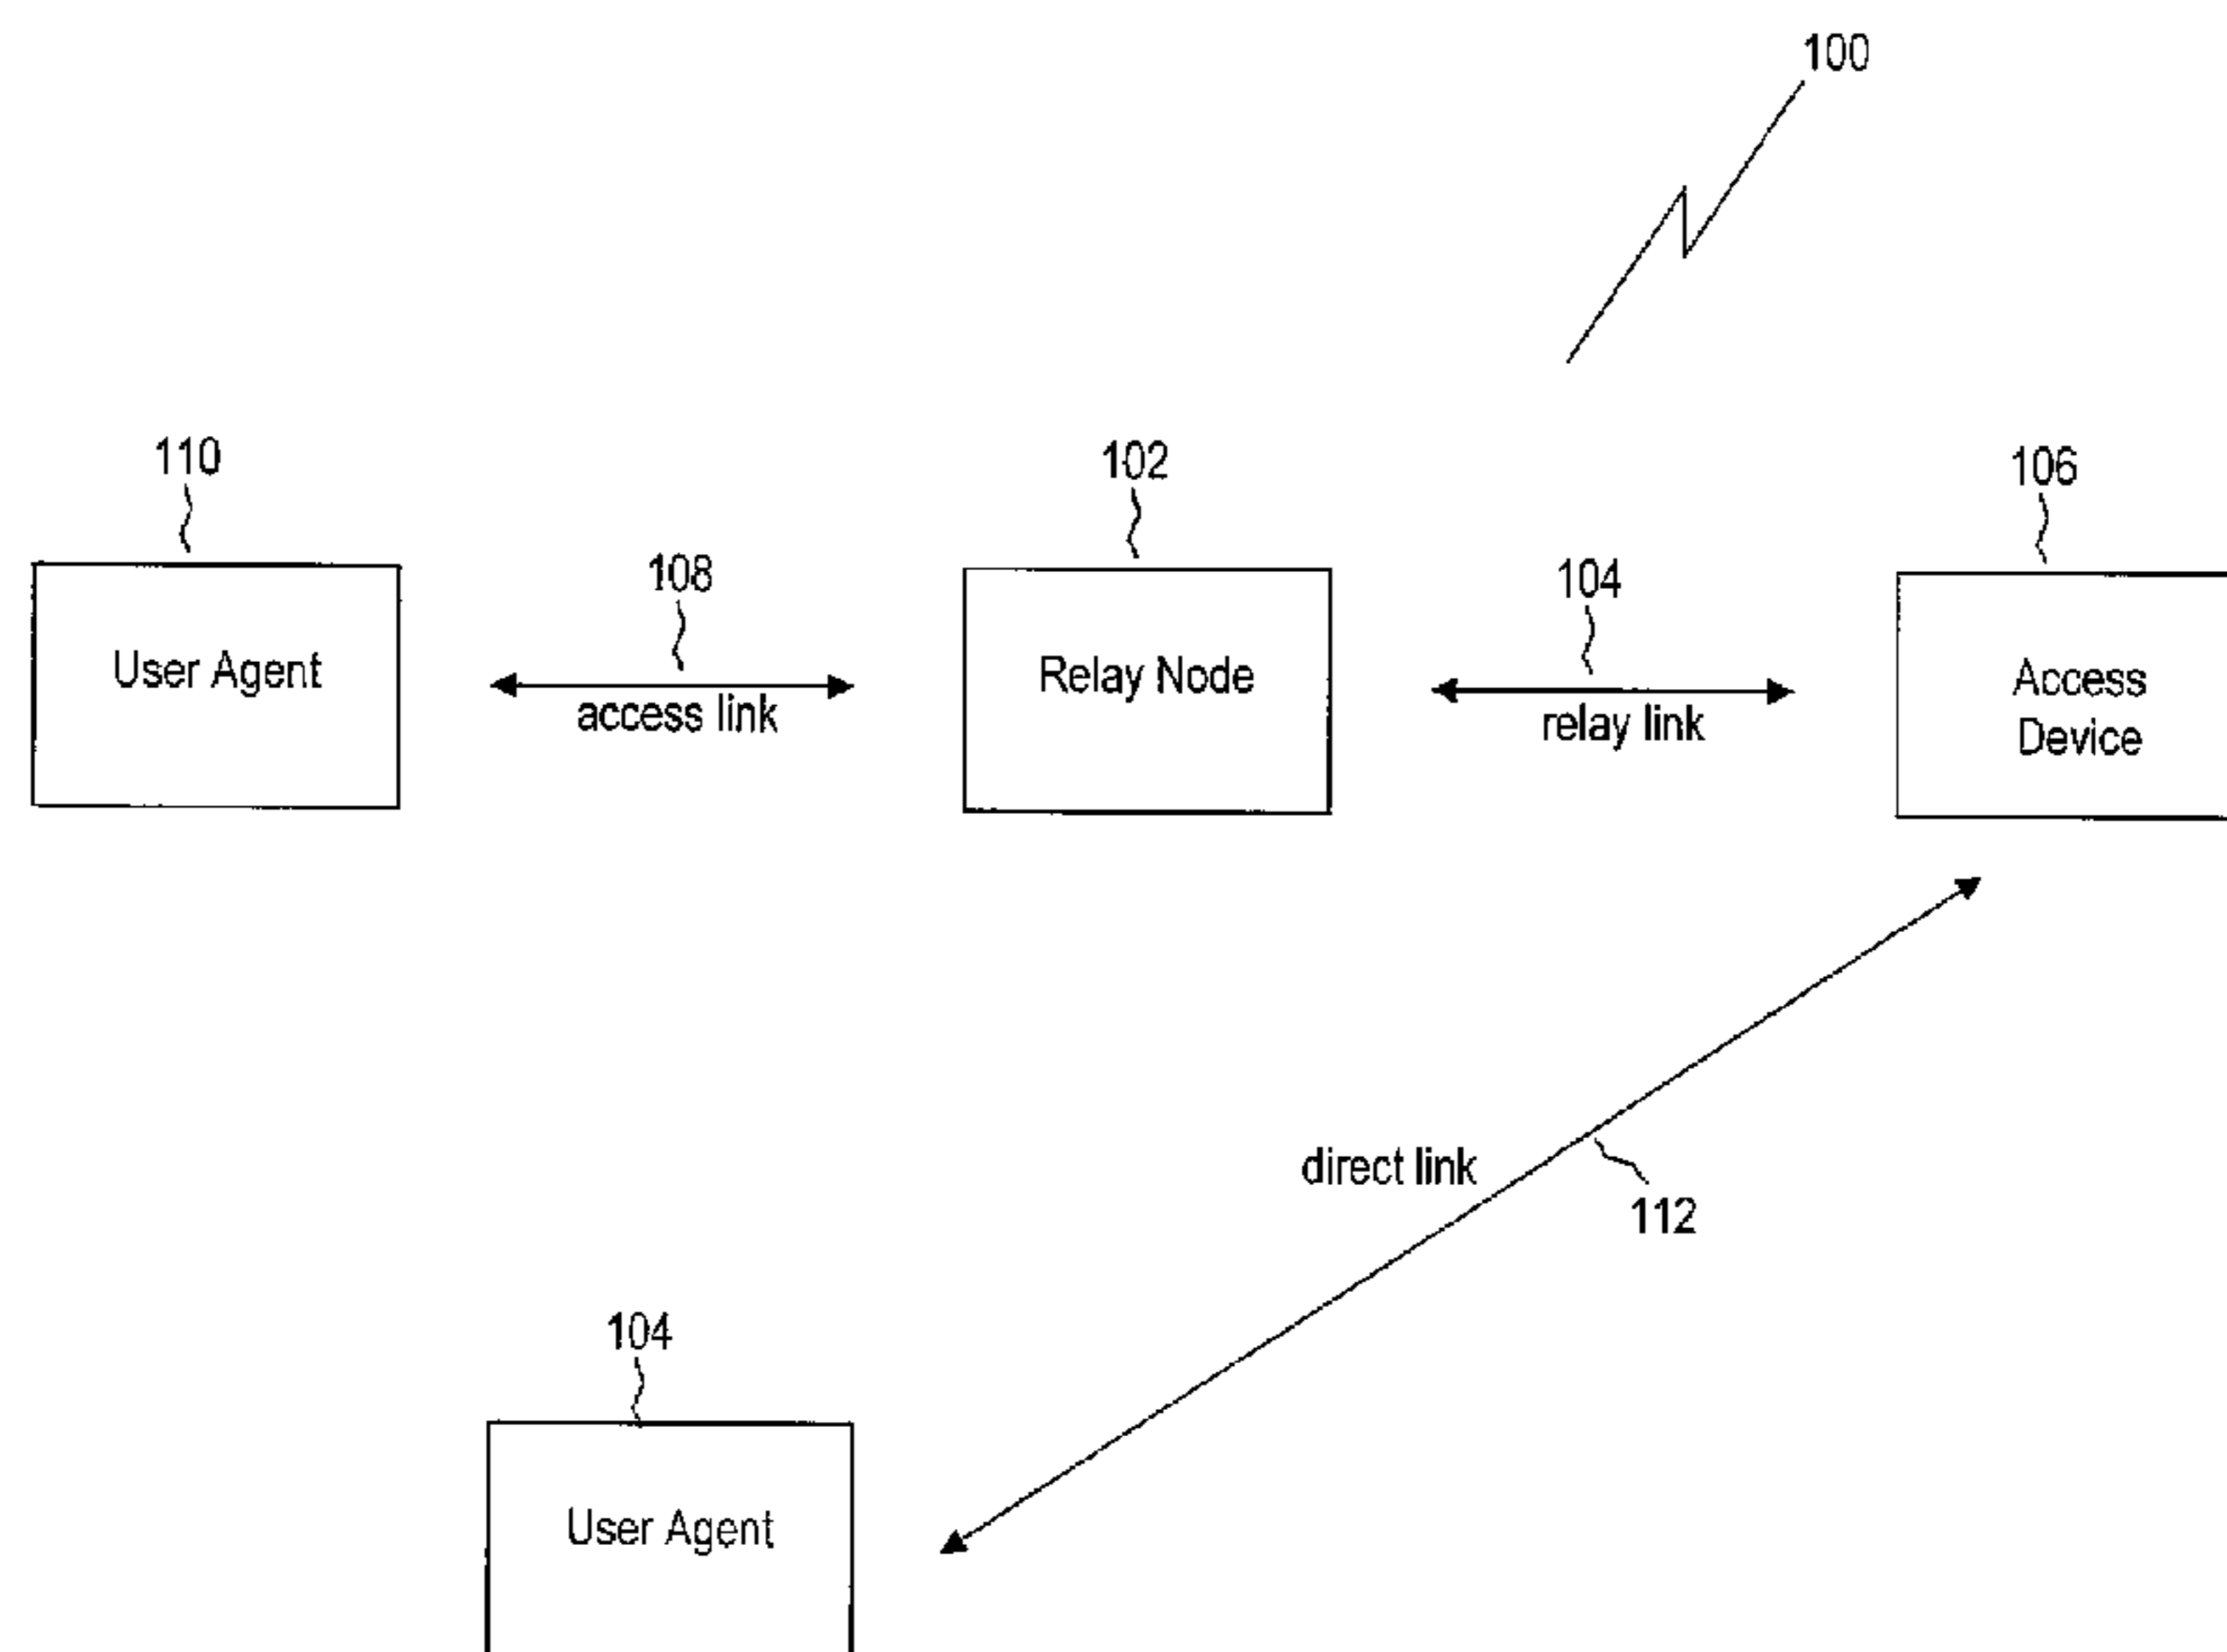 100
110
102
106
108
104
User Agent
access link
Relay Node
relay link
Access
Device
direct link
112
104
User Agent